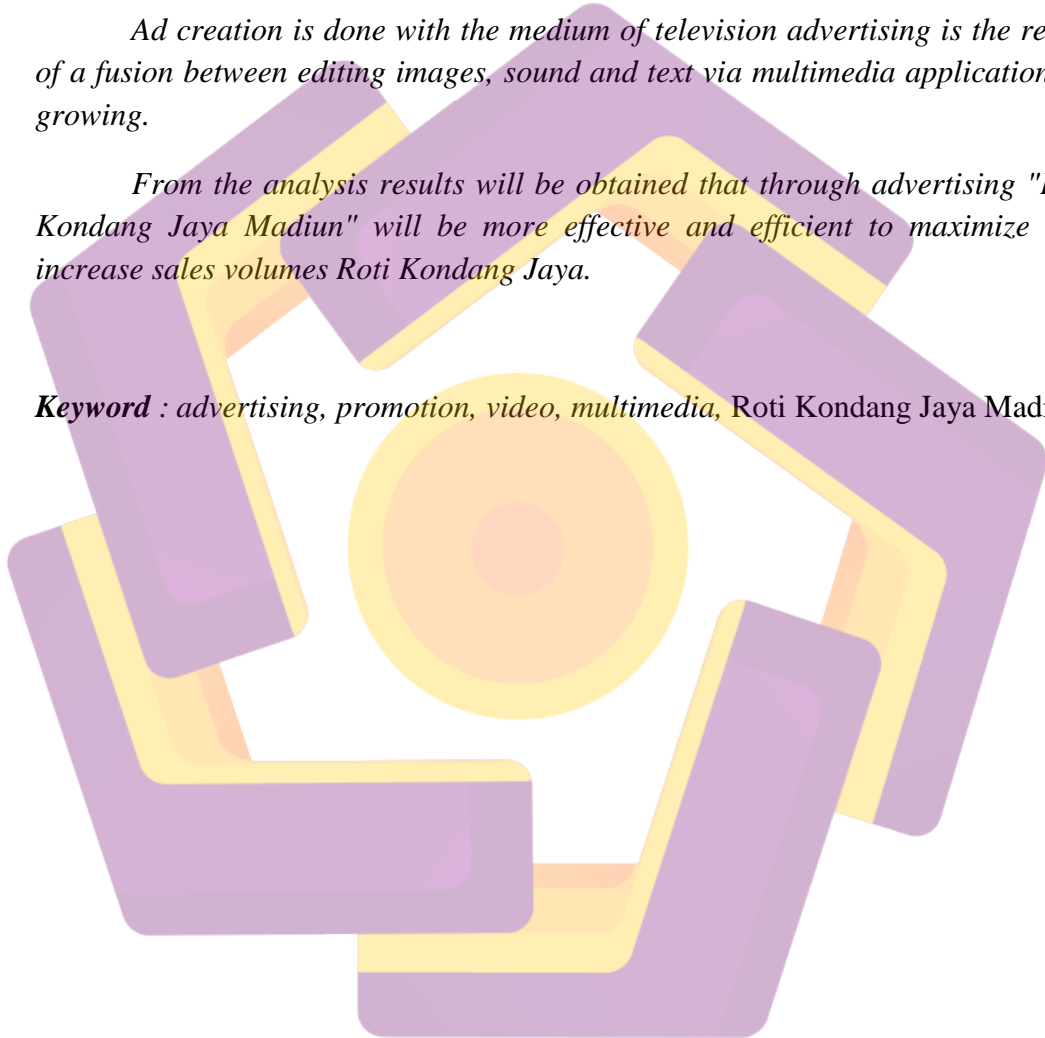 Ad creation is done with the medium of television advertising is the re
of a fusion between editing images, sound and text via multimedia application
growing.
From the analysis results will be obtained that through advertising "
Kondang Jaya Madiun" will be more effective and efficient to maximize
increase sales volumes Roti Kondang Jaya.
Keyword : advertising, promotion, video, multimedia, Roti Kondang Jaya Madi